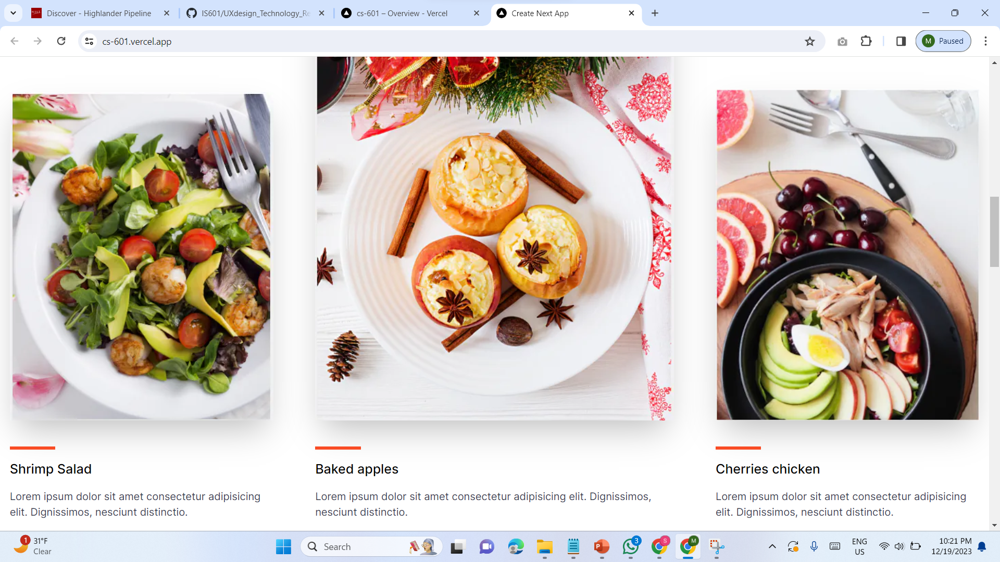 Discover - Highlander Pipeline
IS601/UXdesign_Technology_Re
cs-601 – Overview - Vercel
Create Next App
cs-601.vercel.app
M
Paused
Shrimp Salad
Lorem ipsum dolor sit amet consectetur adipisicing
elit. Dignissimos, nesciunt distinctio.
Baked apples
Lorem ipsum dolor sit amet consectetur adipisicing elit. Dignissimos,
nesciunt distinctio.
Cherries chicken
Lorem ipsum dolor sit amet consectetur adipisicing
elit. Dignissimos, nesciunt distinctio.
1
31°F
Clear
Search
P
3
S
M
ENG
US
10:21 PM
12/19/2023